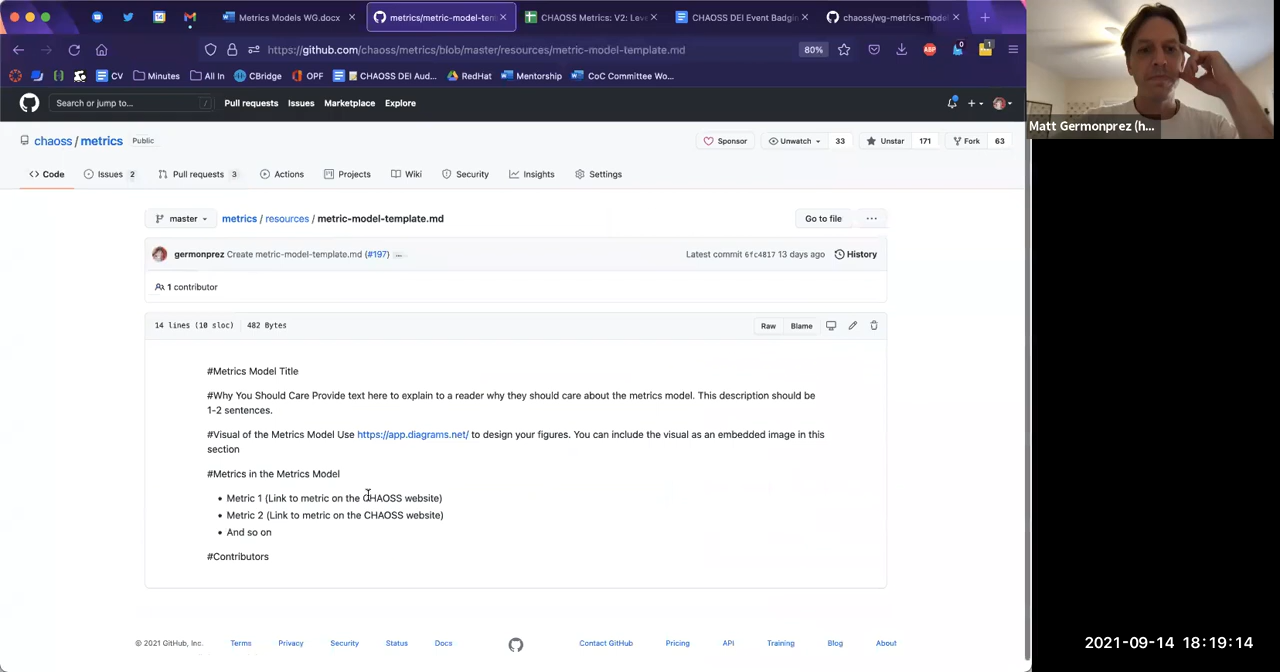 Metrics Models WG.docx
metrics/metric-model-tem
CHAOSS Metrics: V2: Leve
CHAOSS DEI Event Badging
chaoss/wg-metrics-model
https://github.com/chaoss/metrics/blob/master/resources/metric-model-template.md
80%
ABP
0
1
CV
Minutes
All In
CBridge
OPF
CHAOSS DEI Aud...
RedHat
Mentorship
CoC Committee Wo...
Search or jump to...
/
Pull requests Issues Marketplace Explore
chaoss / metrics Public
Sponsor
Unwatch 33
Unstar 171
Fork 63
Code
Issues 2
Pull requests 3
Actions
Projects
Wiki
Security
Insights
Settings
master
metrics / resources / metric-model-template.md
Go to file
...
germonprez Create metric-model-template.md (#197) ...
Latest commit 6fc4817 13 days ago
History
1 contributor
14 lines (10 sloc) 482 Bytes
Raw
Blame
#Metrics Model Title
#Why You Should Care Provide text here to explain to a reader why they should care about the metrics model. This description should be
1-2 sentences.
#Visual of the Metrics Model Use https://app.diagrams.net/ to design your figures. You can include the visual as an embedded image in this
section
#Metrics in the Metrics Model
• Metric 1 (Link to metric on the CHAOSS website)
• Metric 2 (Link to metric on the CHAOSS website)
• And so on
#Contributors
© 2021 GitHub, Inc.
Terms
Privacy
Security
Status
Docs
Contact GitHub
Pricing
API
Training
Blog
About
Matt Germonprez (h...
2021-09-14 18:19:14